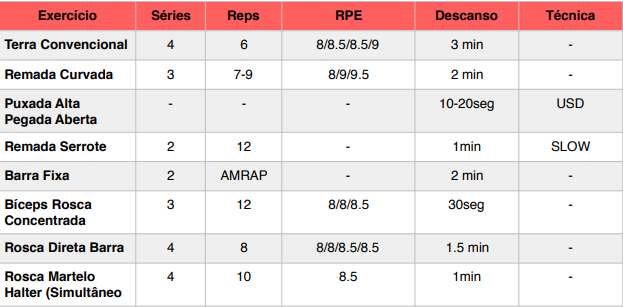 Exercício Séries Reps RPE Descanso Técnica
Terra Convencional 4 6 8/8.5/8.5/9 3 min -
Remada Curvada 3 7-9 8/9/9.5 2 min -
Puxada Alta
Pegada Aberta - - - 10-20seg USD
Remada Serrote 2 12 - 1min SLOW
Barra Fixa 2 AMRAP - 2 min -
Bíceps Rosca
Concentrada 3 12 8/8/8.5 30seg -
Rosca Direta Barra 4 8 8/8/8.5/8.5 1.5 min -
Rosca Martelo
Halter (Simultâneo 4 10 8.5 1min -